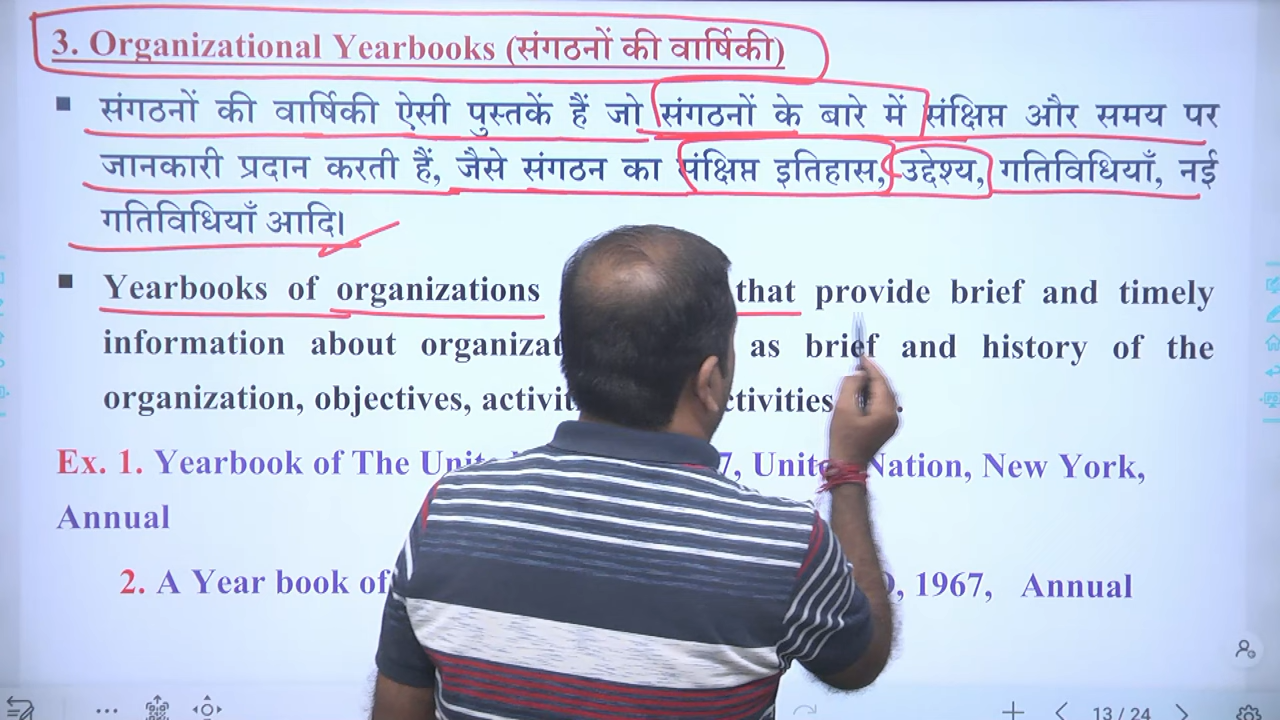 3. Organizational Yearbooks (संगठनों की वार्षिकी)
संगठनों की वार्षिकी ऐसी पुस्तकें हैं जो संगठनों के बारे में संक्षिप्त और समय पर
जानकारी प्रदान करती हैं, जैसे संगठन का संक्षिप्त इतिहास, उद्देश्य, गतिविधियाँ, नई
गतिविधियाँ आदि।
Yearbooks of organizations that provide brief and timely
information about as brief and history of the
organization, objectives,
Ex. 1. Yearbook of The Nation, New York,
Annual
2. A Year book of 1967, Annual
13 / 24